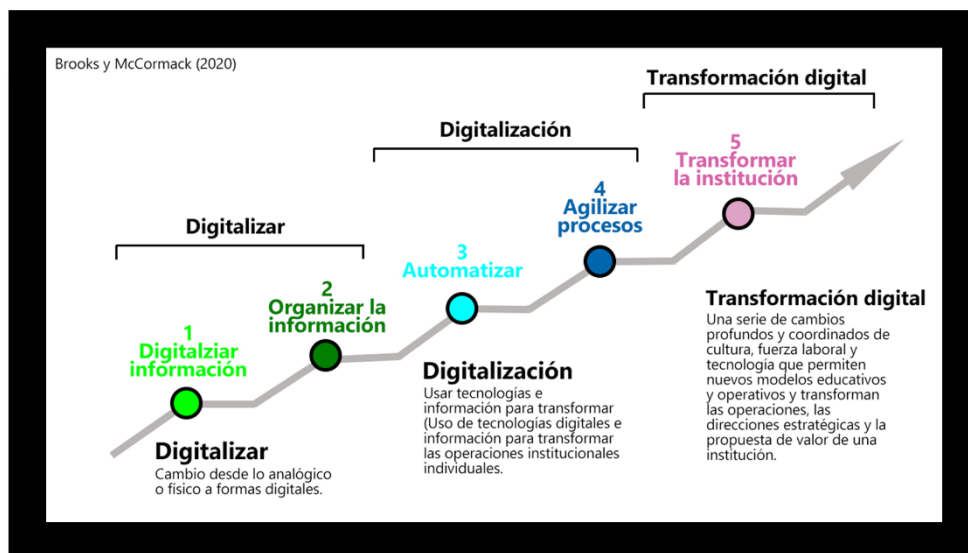 Brooks y McCormack (2020)
Transformación digital
Digitalización
Digitalizar
5
Transformar
la institución
4
Agilizar
procesos
3
Automatizar
2
Organizar la
información
1
Digitalziar
información
Digitalizar
Cambio desde lo analógico
o físico a formas digitales.
Digitalización
Usar tecnologías e
información para transformar
(Uso de tecnologías digitales e
información para transformar
las operaciones institucionales
individuales.
Transformación digital
Una serie de cambios
profundos y coordinados de
cultura, fuerza laboral y
tecnología que permiten
nuevos modelos educativos
y operativos y transforman
las operaciones, las
direcciones estratégicas y la
propuesta de valor de una
institución.